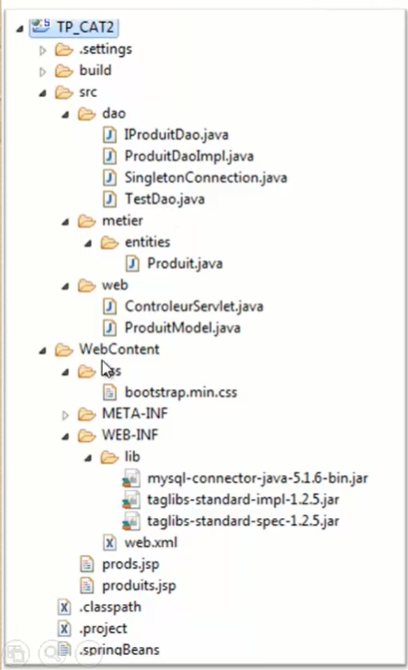 TP_CAT2
.settings
build
src
dao
IProduitDao.java
ProduitDaoImpl.java
SingletonConnection.java
TestDao.java
metier
entities
Produit.java
web
ControleurServlet.java
ProduitModel.java
WebContent
bootstrap.min.css
META-INF
WEB-INF
lib
mysql-connector-java-5.1.6-bin.jar
taglibs-standard-impl-1.2.5.jar
taglibs-standard-spec-1.2.5.jar
web.xml
prods.jsp
produits.jsp
.classpath
.project
.springBeans